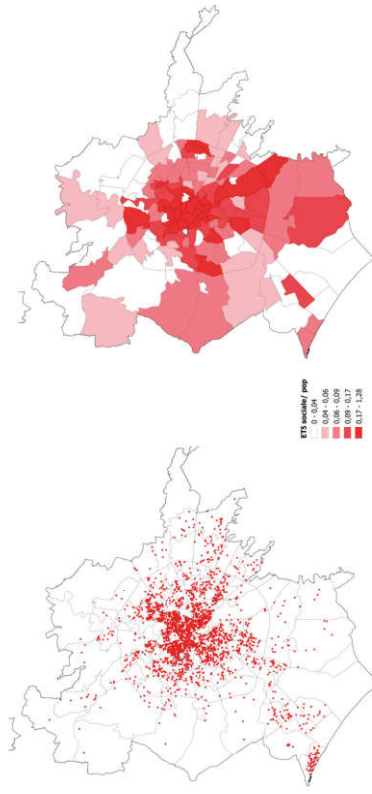 ETS sociale/ pop
0 - 0,04
0,04 - 0,06
0,06 - 0,09
0,09 - 0,17
0,17 - 1,28